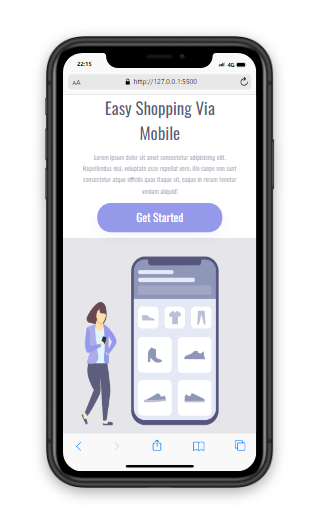 22:15
4G
AA
http://127.0.0.1:5500
Easy Shopping Via
Mobile
Lorem ipsum dolor sit amet consectetur adipisicing elit.
Repellendus nisi, voluptate esse repellat vero, illo saepe non sunt
consectetur atque officiis quas itaque sit, eaque in rerum tenetur
veniam aliquid!
Get Started